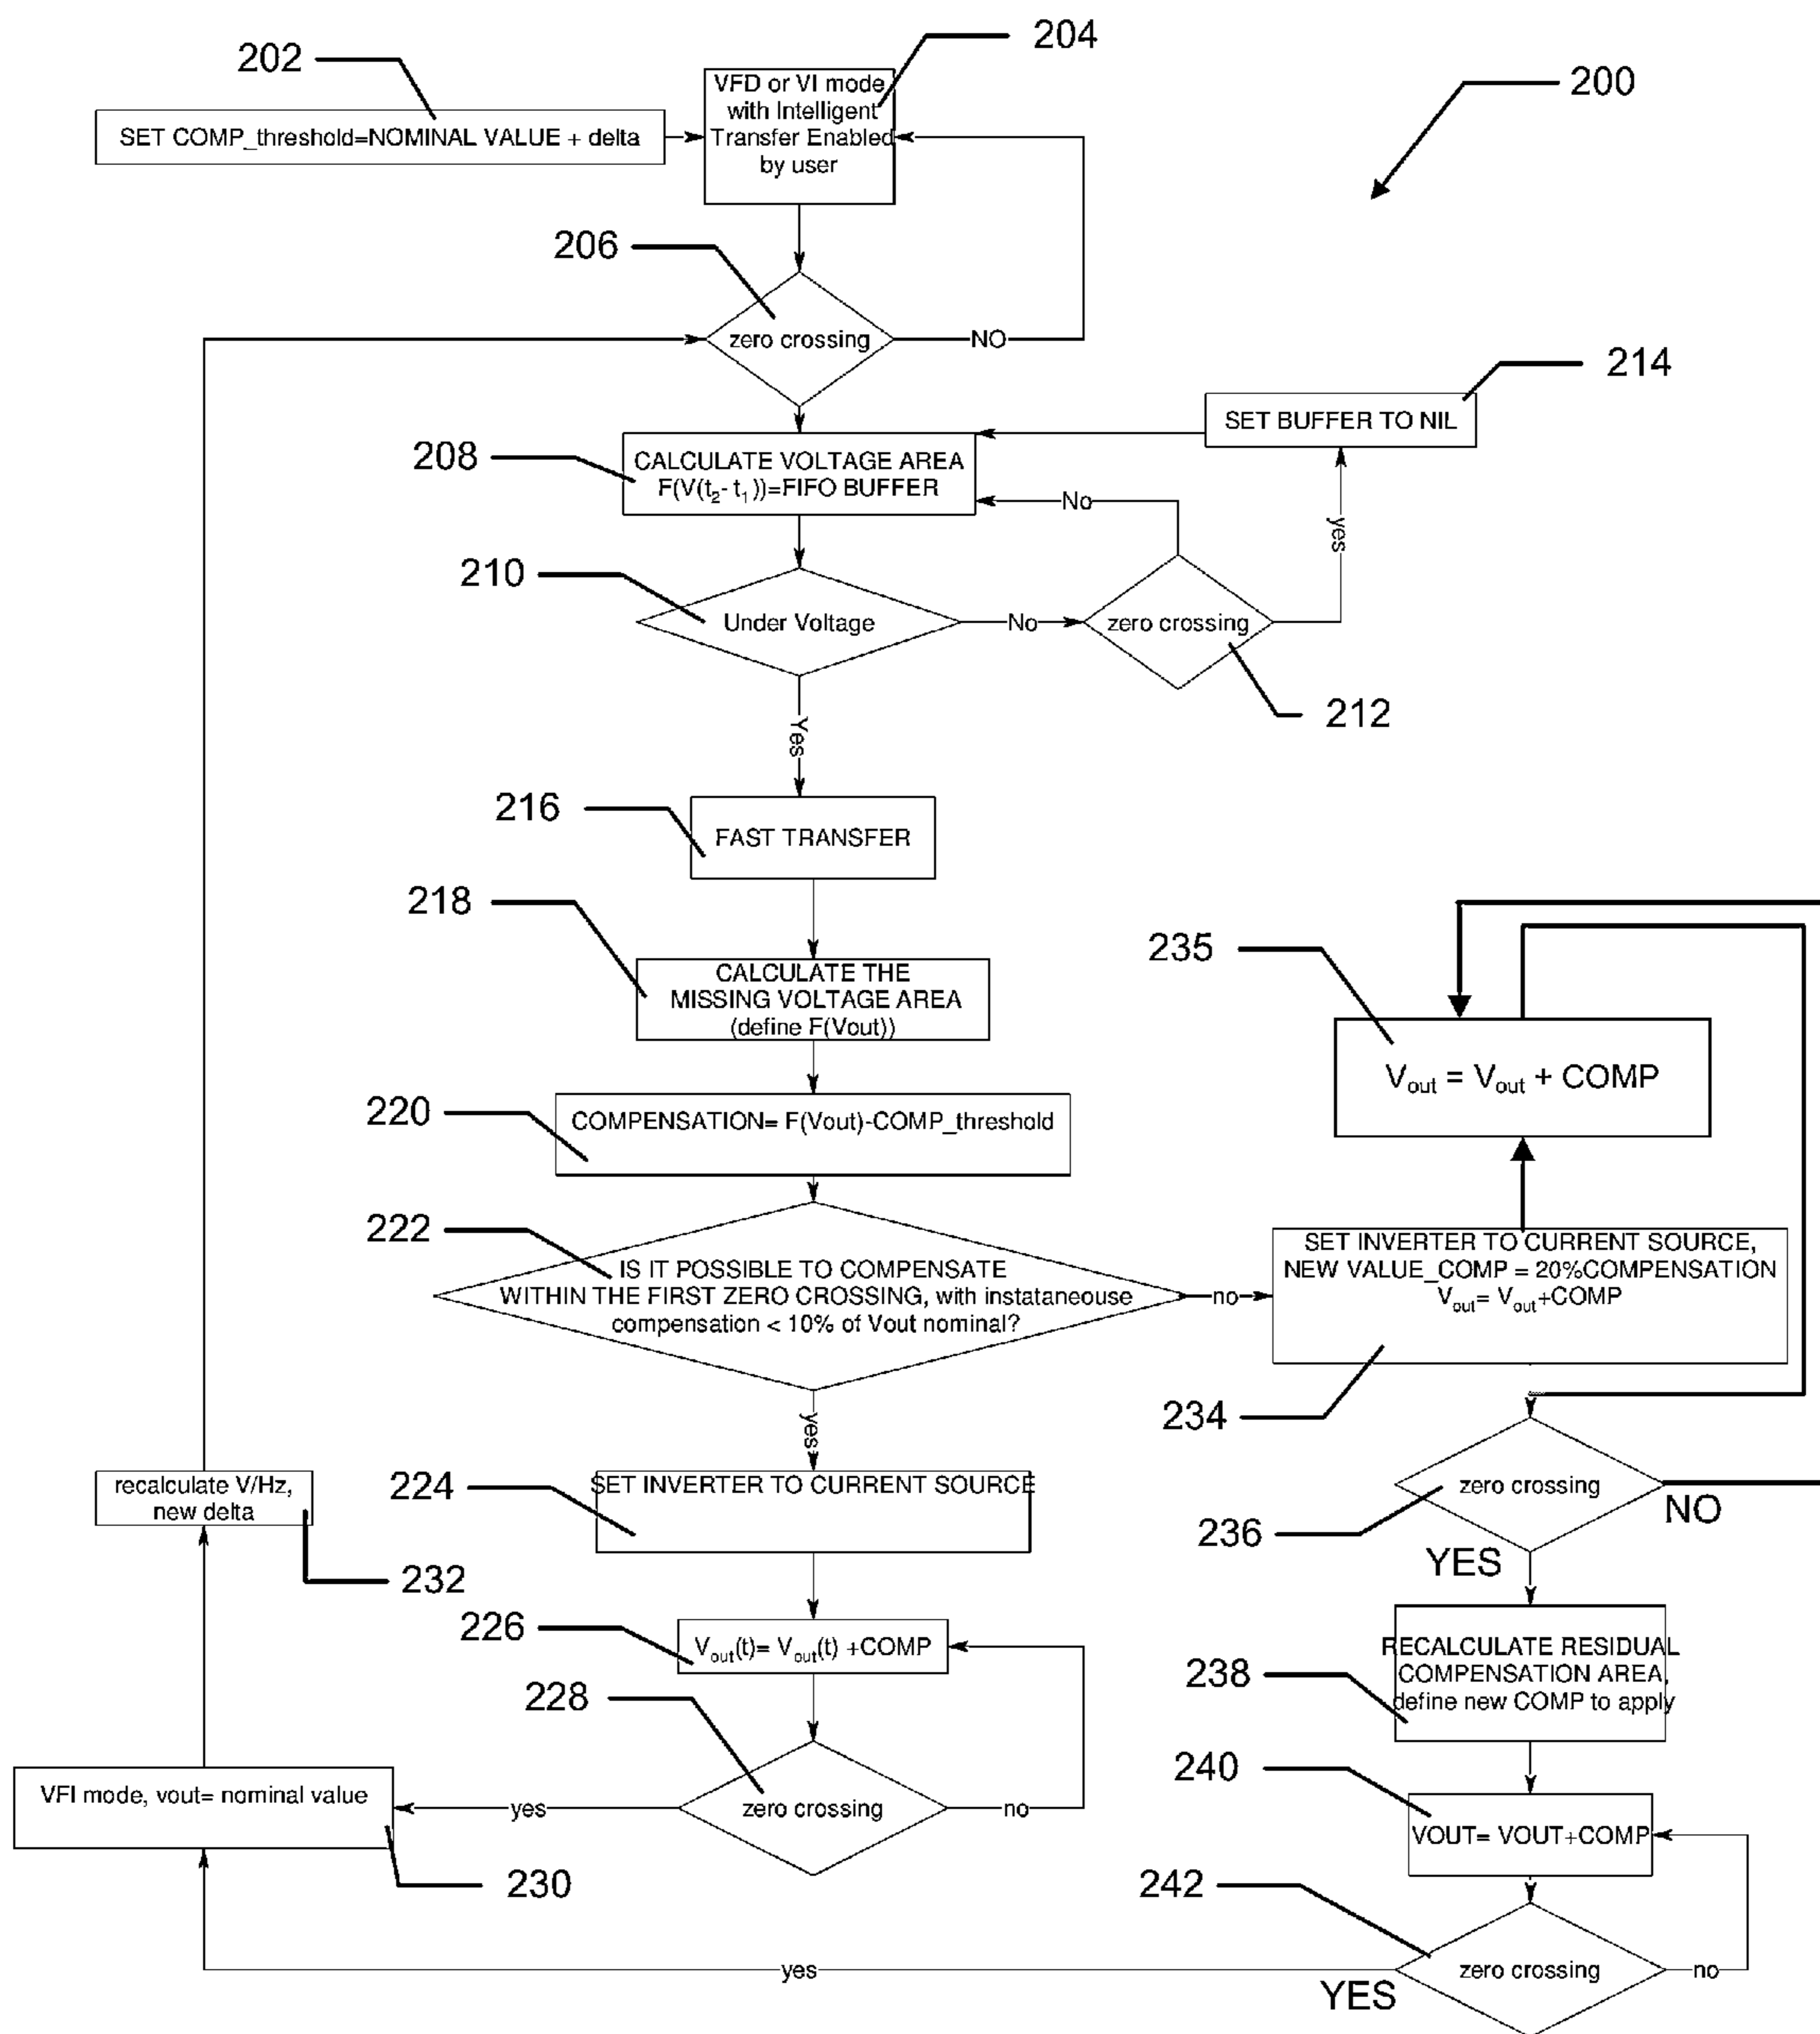 202
204
200
SET COMP_threshold=NOMINAL VALUE + delta
VFD or VI mode
with Intelligent
Transfer Enabled
by user
206
zero crossing
NO
214
SET BUFFER TO NIL
208
CALCULATE VOLTAGE AREA
F(V(t2- t1))=FIFO BUFFER
No
yes
210
Under Voltage
No
zero crossing
212
Yes
216
FAST TRANSFER
218
CALCULATE THE
MISSING VOLTAGE AREA
(define F(Vout))
235
Vout = Vout + COMP
220
COMPENSATION= F(Vout)-COMP_threshold
222
IS IT POSSIBLE TO COMPENSATE
WITHIN THE FIRST ZERO CROSSING, with instataneouse
compensation < 10% of Vout nominal?
no
SET INVERTER TO CURRENT SOURCE,
NEW VALUE_COMP = 20%COMPENSATION
Vout= Vout+COMP
234
yes
224
SET INVERTER TO CURRENT SOURCE
recalculate V/Hz,
new delta
232
zero crossing
NO
236
YES
226
Vout(t)= Vout(t) +COMP
228
zero crossing
no
yes
VFI mode, vout= nominal value
230
RECALCULATE RESIDUAL
COMPENSATION AREA,
define new COMP to apply
238
240
VOUT= VOUT+COMP
242
zero crossing
no
yes
YES